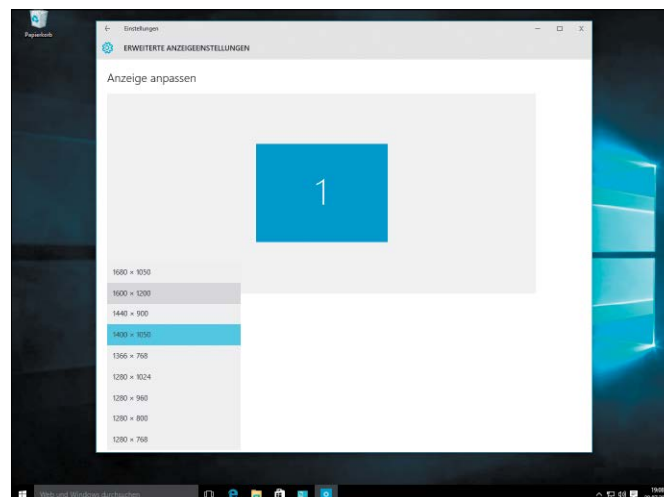 Papierkorb
Einstellungen
ERWEITERTE ANZEIGEEINSTELLUNGEN
Anzeige anpassen
1
1680 × 1050
1600 × 1200
1440 × 900
1400 × 1050
1366 × 768
1280 × 1024
1280 × 960
1280 × 800
1280 × 768
Web und Windows durchsuchen